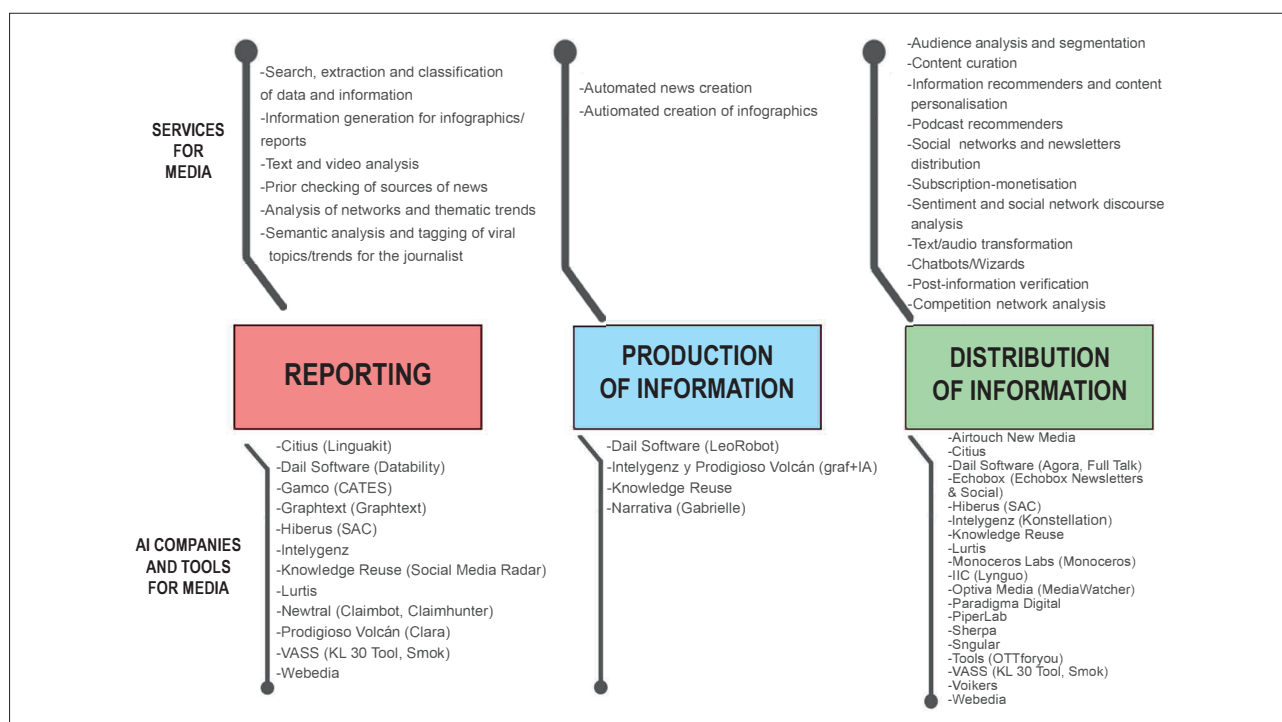 SERVICES
FOR
MEDIA
-Search, extraction and classification
of data and information
-Information generation for infographics/
reports
-Text and video analysis
-Prior checking of sources of news
-Analysis of networks and thematic trends
-Semantic analysis and tagging of viral
topics/trends for the journalist
-Automated news creation
-Autiomated creation of infographics
-Audience analysis and segmentation
-Content curation
-Information recommenders and content
personalisation
-Podcast recommenders
-Social networks and newsletters
distribution
-Subscription-monetisation
-Sentiment and social network discourse
analysis
-Text/audio transformation
-Chatbots/Wizards
-Post-information verification
-Competition network analysis
REPORTING
PRODUCTION
OF INFORMATION
DISTRIBUTION
OF INFORMATION
AI COMPANIES
AND TOOLS
FOR MEDIA
-Citius (Linguakit)
-Dail Software (Datability)
-Gamco (CATES)
-Graphtext (Graphtext)
-Hiberus (SAC)
-Intelygenz
-Knowledge Reuse (Social Media Radar)
-Lurtis
-Newtral (Claimbot, Claimhunter)
-Prodigioso Volcán (Clara)
-VASS (KL 30 Tool, Smok)
-Webedia
-Dail Software (LeoRobot)
-Intelygenz y Prodigioso Volcán (graf+IA)
-Knowledge Reuse
-Narrativa (Gabrielle)
-Airtouch New Media
-Citius
-Dail Software (Agora, Full Talk)
-Echobox (Echobox Newsletters
& Social)
-Hiberus (SAC)
-Intelygenz (Konstellation)
-Knowledge Reuse
-Lurtis
-Monoceros Labs (Monoceros)
-IIC (Lynguo)
-Optiva Media (MediaWatcher)
-Paradigma Digital
-PiperLab
-Sherpa
-Sngular
-Tools (OTTforyou)
-VASS (KL 30 Tool, Smok)
-Voikers
-Webedia